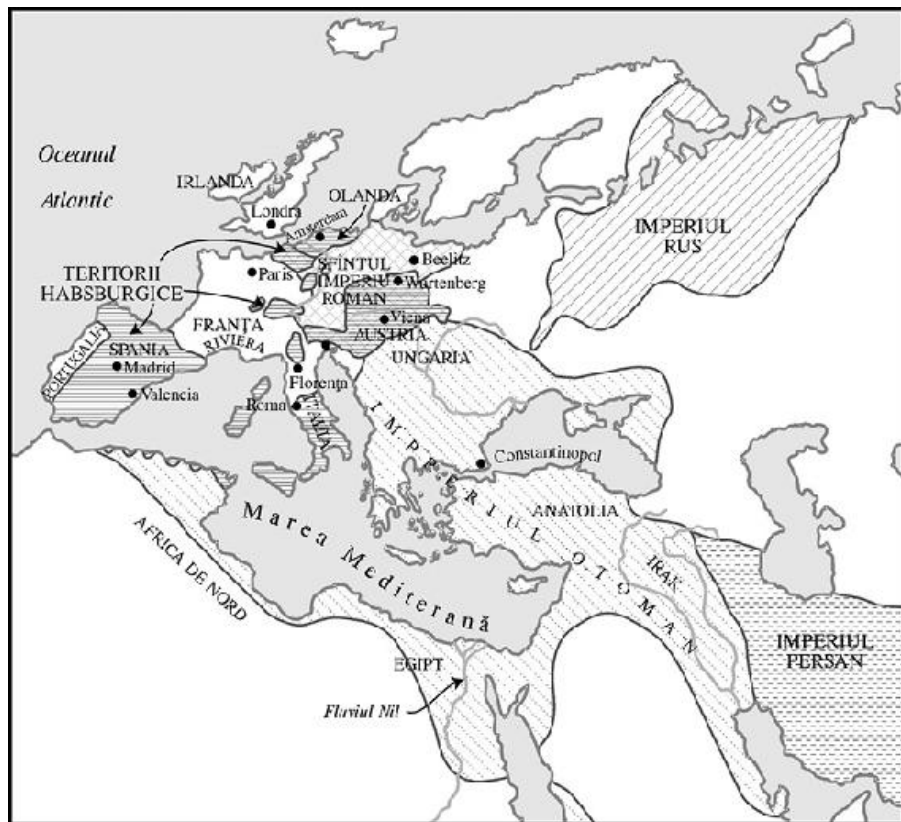 Oceanul
Atlantic
IRLANDA
Londra
OLANDA
Amsterdam
IMPERIUL
RUS
TERITORII
HABSBURGICE
Paris
SFÎNTUL
IMPERIU
ROMAN
Beelitz
Wurtenberg
Viena
AUSTRIA
UNGARIA
FRANȚA
RIVIERA
PORTUGALIA
SPANIA
Madrid
Valencia
Florența
Roma
ITALIA
Constantinopol
IMPERIUL OTOMAN
ANATOLIA
IRAK
Marea Mediterană
AFRICA DE NORD
EGIPT
Fluviul Nil
IMPERIUL
PERSAN